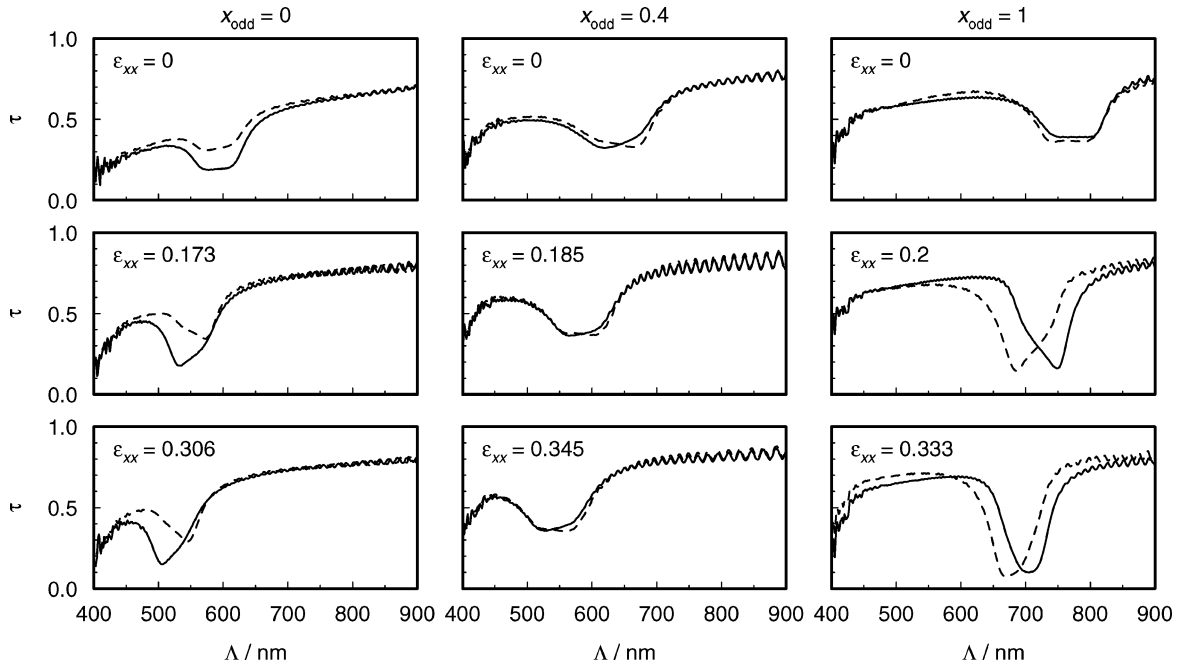 x_odd = 0 x_odd = 0.4 x_odd = 1
1.0
ε_xx = 0 ε_xx = 0 ε_xx = 0
τ 0.5
0.0
1.0
ε_xx = 0.173 ε_xx = 0.185 ε_xx = 0.2
τ 0.5
0.0
1.0
ε_xx = 0.306 ε_xx = 0.345 ε_xx = 0.333
τ 0.5
0.0
400 500 600 700 800 900 400 500 600 700 800 900 400 500 600 700 800 900
Λ / nm Λ / nm Λ / nm